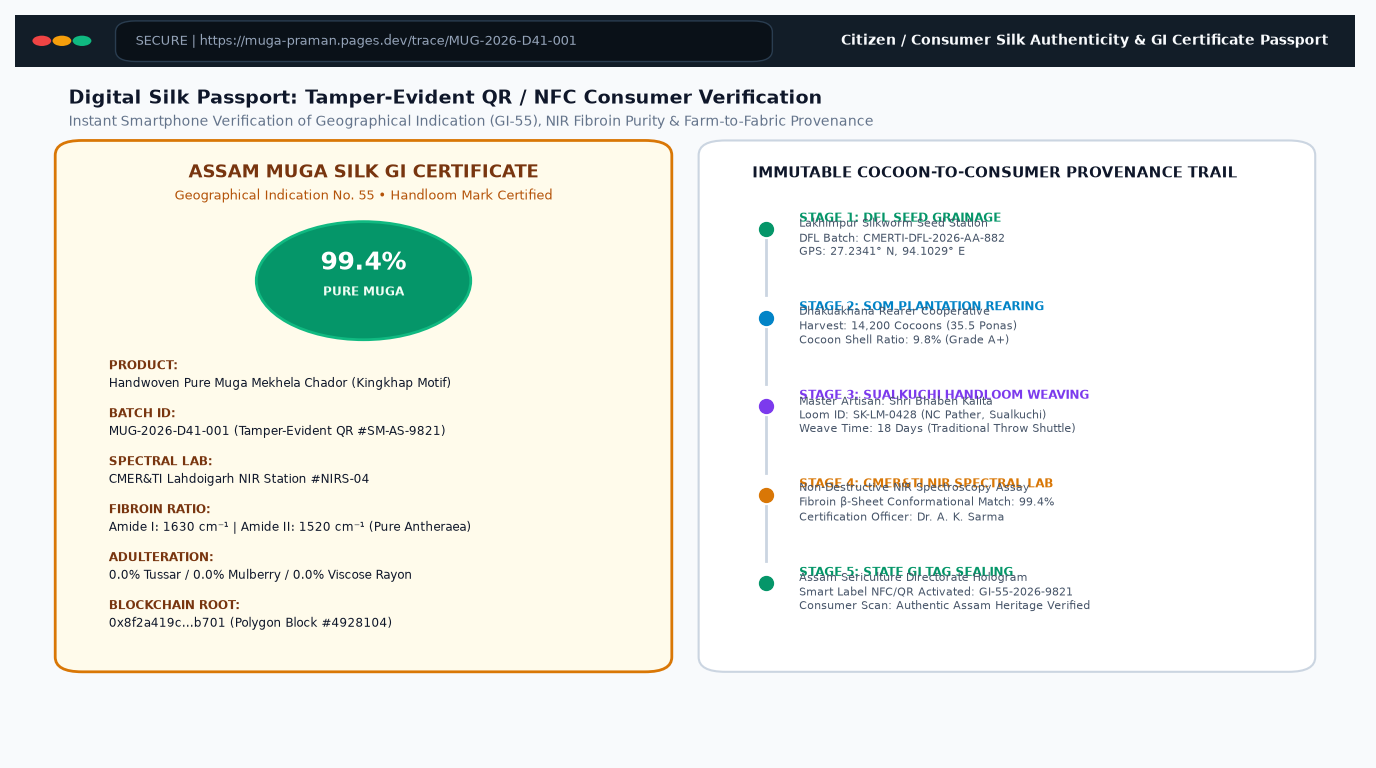 SECURE | https://muga-praman.pages.dev/trace/MUG-2026-D41-001
Citizen / Consumer Silk Authenticity & GI Certificate Passport
Digital Silk Passport: Tamper-Evident QR / NFC Consumer Verification
Instant Smartphone Verification of Geographical Indication (GI-55), NIR Fibroin Purity & Farm-to-Fabric Provenance
ASSAM MUGA SILK GI CERTIFICATE
Geographical Indication No. 55 • Handloom Mark Certified
99.4%
PURE MUGA
PRODUCT:
Handwoven Pure Muga Mekhela Chador (Kingkhap Motif)
BATCH ID:
MUG-2026-D41-001 (Tamper-Evident QR #SM-AS-9821)
SPECTRAL LAB:
CMER&TI Lahdoigarh NIR Station #NIRS-04
FIBROIN RATIO:
Amide I: 1630 cm⁻¹ | Amide II: 1520 cm⁻¹ (Pure Antheraea)
ADULTERATION:
0.0% Tussar / 0.0% Mulberry / 0.0% Viscose Rayon
BLOCKCHAIN ROOT:
0x8f2a419c...b701 (Polygon Block #4928104)
IMMUTABLE COCOON-TO-CONSUMER PROVENANCE TRAIL
STAGE 1: DFL SEED GRAINAGE
Lakhimpur Silkworm Seed Station
DFL Batch: CMERTI-DFL-2026-AA-882
GPS: 27.2341° N, 94.1029° E
STAGE 2: SOM PLANTATION REARING
Dhakuakhana Rearer Cooperative
Harvest: 14,200 Cocoons (35.5 Ponas)
Cocoon Shell Ratio: 9.8% (Grade A+)
STAGE 3: SUALKUCHI HANDLOOM WEAVING
Master Artisan: Shri Bhaben Kalita
Loom ID: SK-LM-0428 (NC Pather, Sualkuchi)
Weave Time: 18 Days (Traditional Throw Shuttle)
STAGE 4: CMER&TI NIR SPECTRAL LAB
Non-Destructive NIR Spectroscopy Assay
Fibroin β-Sheet Conformational Match: 99.4%
Certification Officer: Dr. A. K. Sarma
STAGE 5: STATE GI TAG SEALING
Assam Sericulture Directorate Hologram
Smart Label NFC/QR Activated: GI-55-2026-9821
Consumer Scan: Authentic Assam Heritage Verified